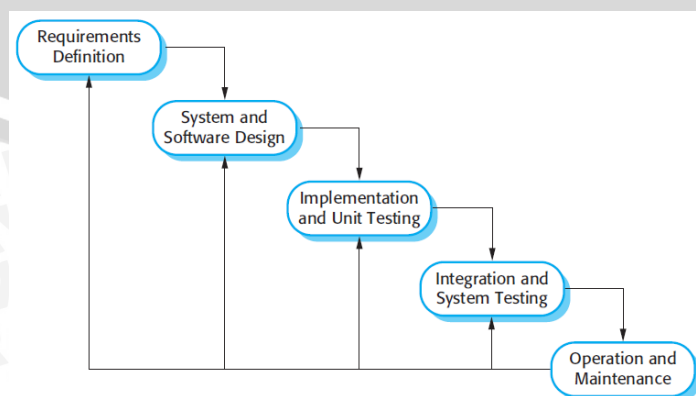 Requirements
Definition
System and
Software Design
Implementation
and Unit Testing
Integration and
System Testing
Operation and
Maintenance